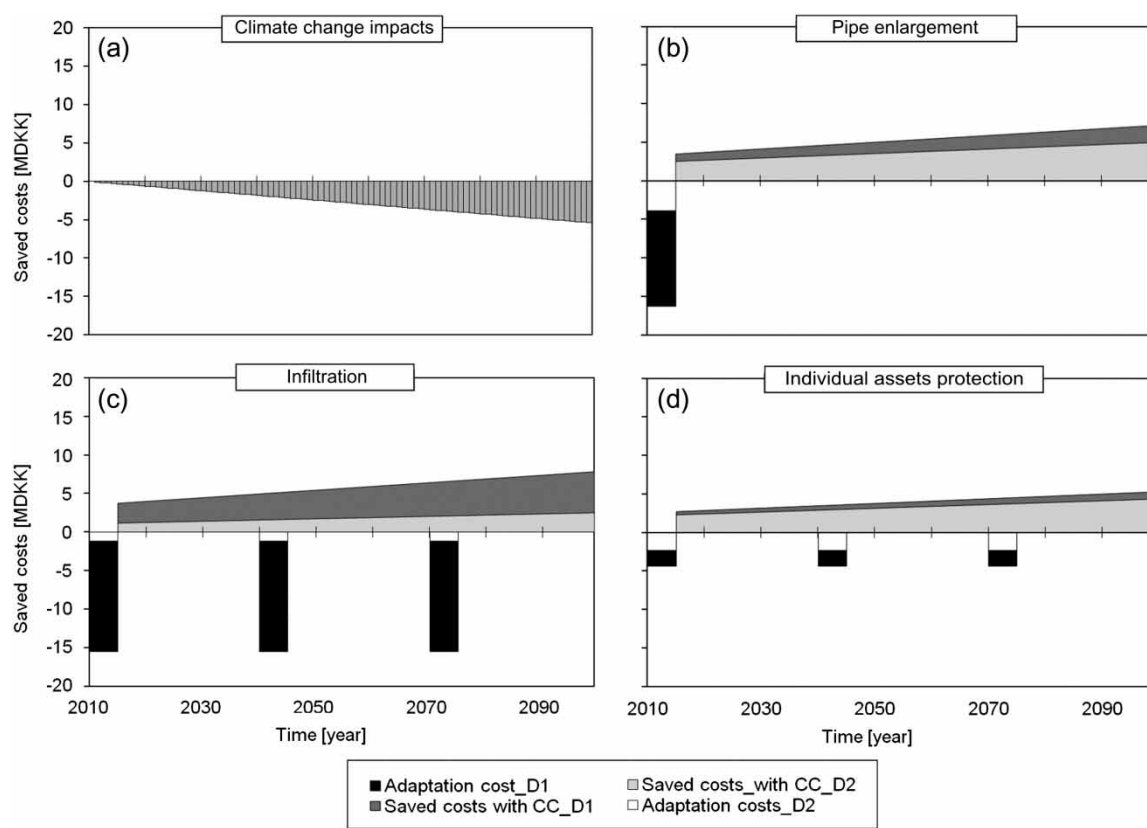 Climate change impacts
Pipe enlargement
(a)
(b)
Saved costs [MDKK]
20
15
10
5
0
-5
-10
-15
-20
Infiltration
Individual assets protection
(c)
(d)
Saved costs [MDKK]
20
15
10
5
0
-5
-10
-15
-20
2010 2030 2050 2070 2090
2010 2030 2050 2070 2090
Time [year]
Time [year]
Adaptation cost_D1
Saved costs_with CC_D2
Saved costs with CC_D1
Adaptation costs_D2